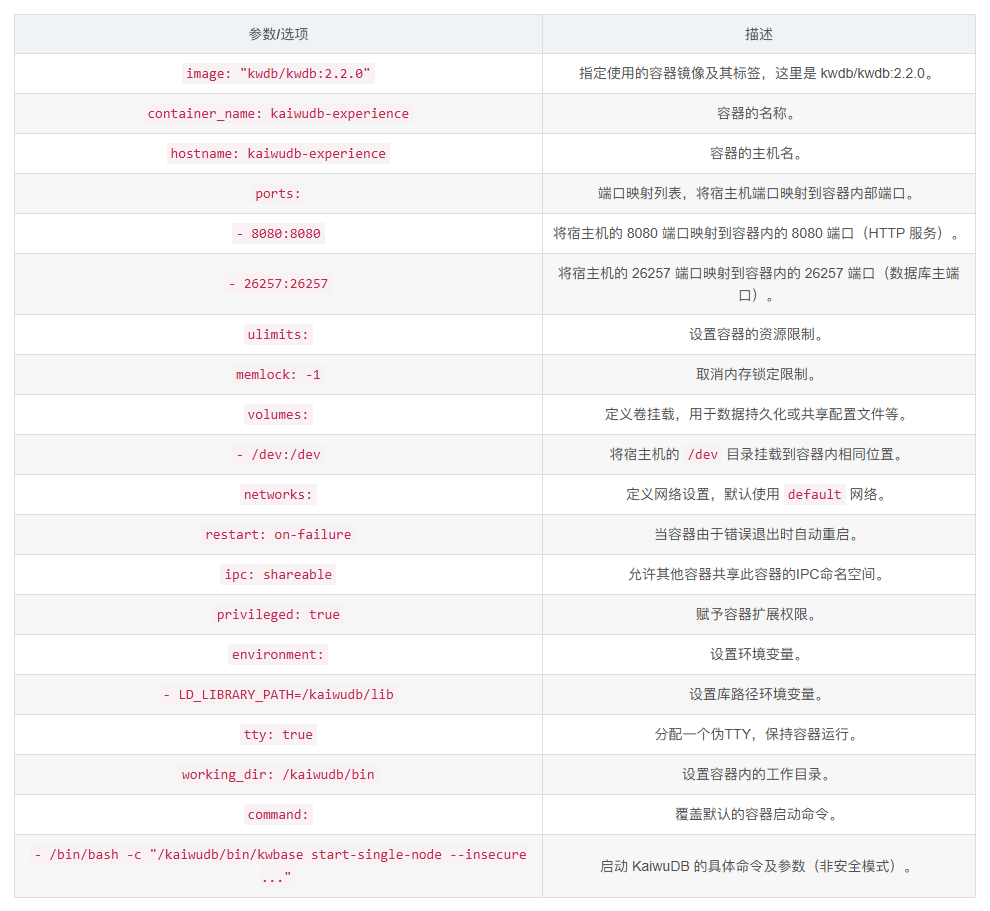 参数/选项 描述
image: "kwdb/kwdb:2.2.0" 指定使用的容器镜像及其标签，这里是 kwdb/kwdb:2.2.0。
container_name: kaiwudb-experience 容器的名称。
hostname: kaiwudb-experience 容器的主机名。
ports: 端口映射列表，将宿主机端口映射到容器内部端口。
- 8080:8080 将宿主机的 8080 端口映射到容器内的 8080 端口（HTTP 服务）。
- 26257:26257 将宿主机的 26257 端口映射到容器内的 26257 端口（数据库主端
口）。
ulimits: 设置容器的资源限制。
memlock: -1 取消内存锁定限制。
volumes: 定义卷挂载，用于数据持久化或共享配置文件等。
- /dev:/dev 将宿主机的 /dev 目录挂载到容器内相同位置。
networks: 定义网络设置，默认使用 default 网络。
restart: on-failure 当容器由于错误退出时自动重启。
ipc: shareable 允许其他容器共享此容器的IPC命名空间。
privileged: true 赋予容器扩展权限。
environment: 设置环境变量。
- LD_LIBRARY_PATH=/kaiwudb/lib 设置库路径环境变量。
tty: true 分配一个伪TTY，保持容器运行。
working_dir: /kaiwudb/bin 设置容器内的工作目录。
command: 覆盖默认的容器启动命令。
- /bin/bash -c "/kaiwudb/bin/kwbase start-single-node --insecure
..." 启动 KaiwuDB 的具体命令及参数（非安全模式）。